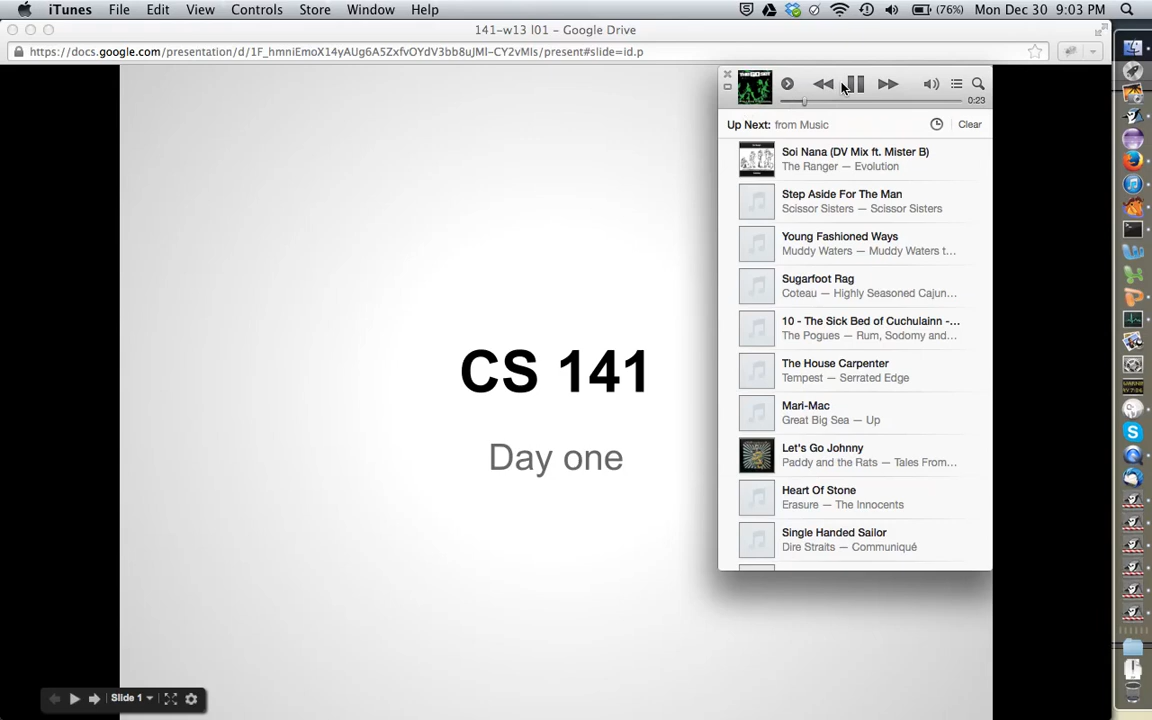 iTunes File Edit View Controls Store Window Help (76%) Mon Dec 30 9:03 PM
141-w13 l01 - Google Drive
https://docs.google.com/presentation/d/1F_hmniEmoX14yAUg6ASZxfvOYdV3bb8uJMl-CY2vMIs/present#slide=id.p
0:23
Up Next: from Music Clear
Soi Nana (DV Mix ft. Mister B)
The Ranger — Evolution
Step Aside For The Man
Scissor Sisters — Scissor Sisters
Young Fashioned Ways
Muddy Waters — Muddy Waters t...
Sugarfoot Rag
Coteau — Highly Seasoned Cajun...
10 - The Sick Bed of Cuchulainn -...
The Pogues — Rum, Sodomy and...
The House Carpenter
Tempest — Serrated Edge
Mari-Mac
Great Big Sea — Up
Let's Go Johnny
Paddy and the Rats — Tales From...
Heart Of Stone
Erasure — The Innocents
Single Handed Sailor
Dire Straits — Communiqué
CS 141
Day one
Slide 1